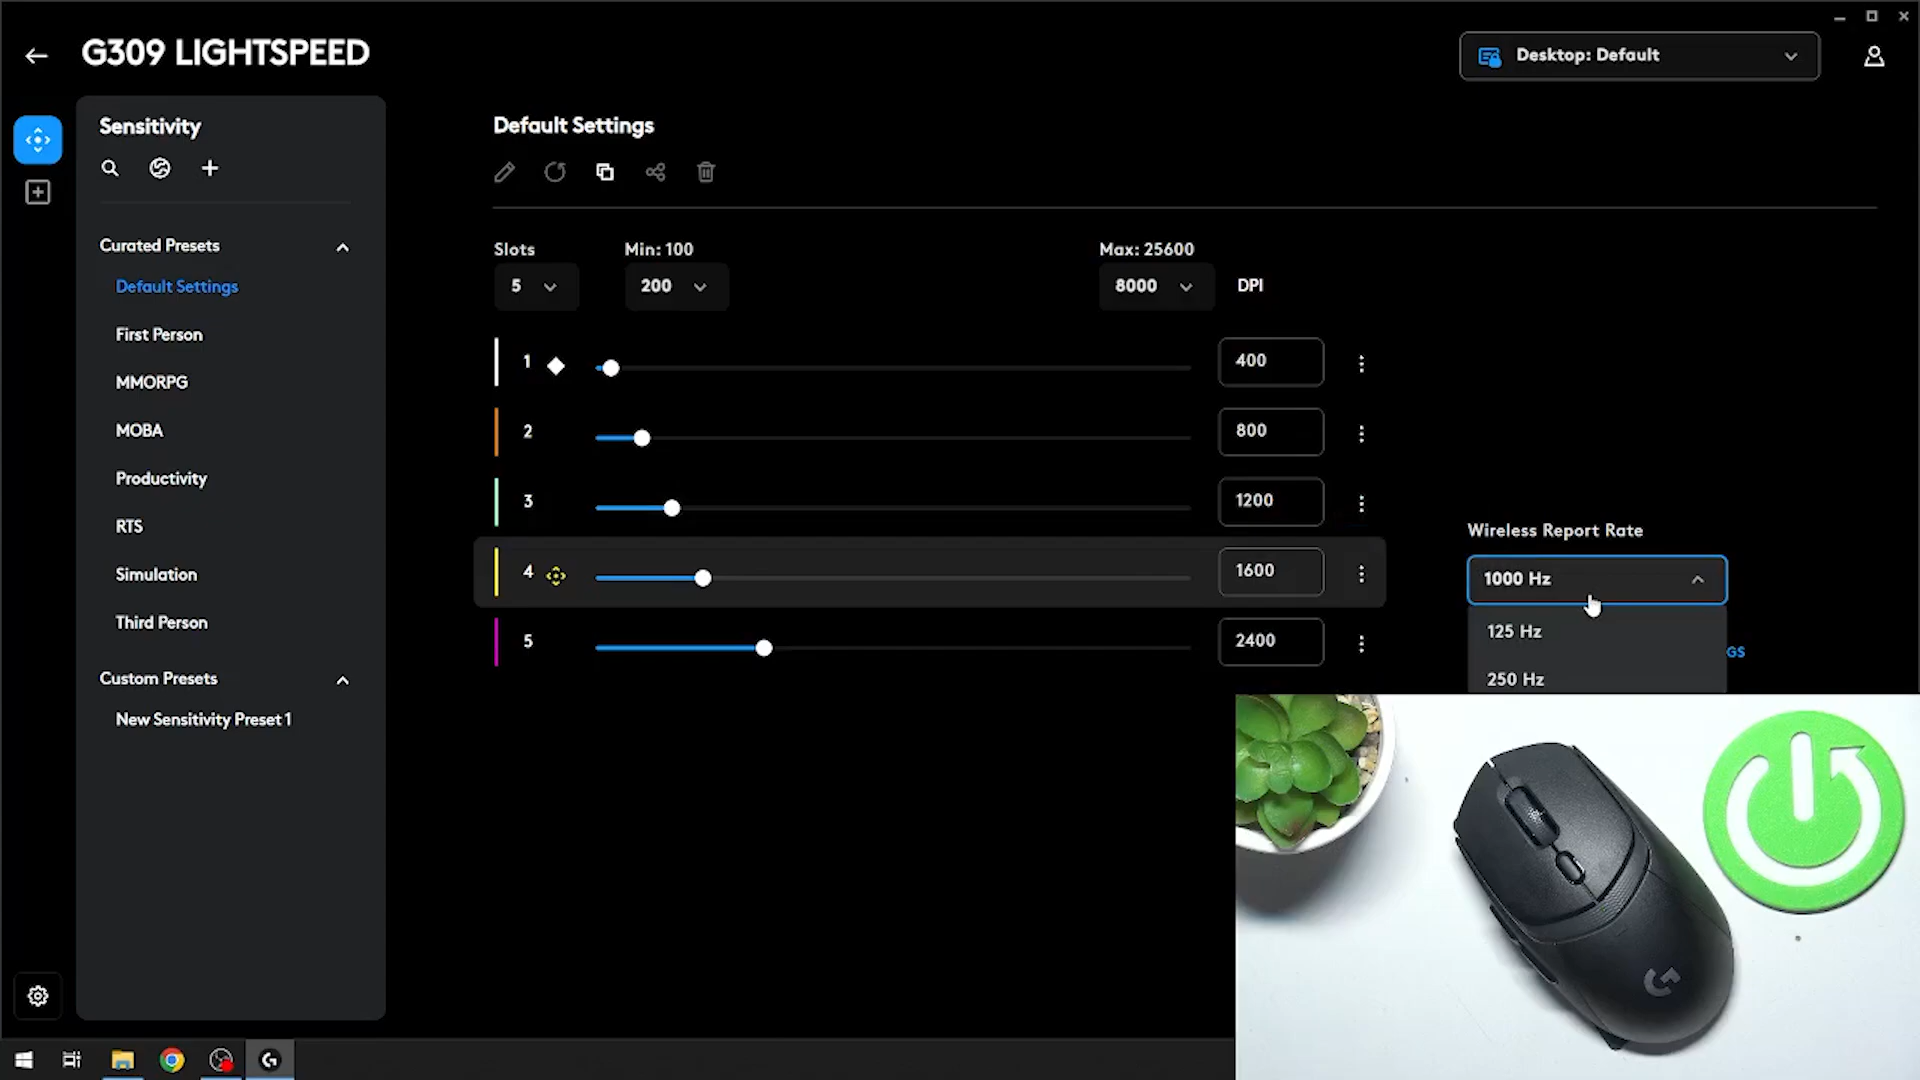 G309 LIGHTSPEED
Desktop: Default
Sensitivity
Curated Presets
Default Settings
First Person
MMORPG
MOBA
Productivity
RTS
Simulation
Third Person
Custom Presets
New Sensitivity Preset 1
Default Settings
Slots
Min: 100
Max: 25600
5
200
8000
DPI
1
400
2
800
3
1200
4
1600
5
2400
Wireless Report Rate
1000 Hz
125 Hz
GS
250 Hz